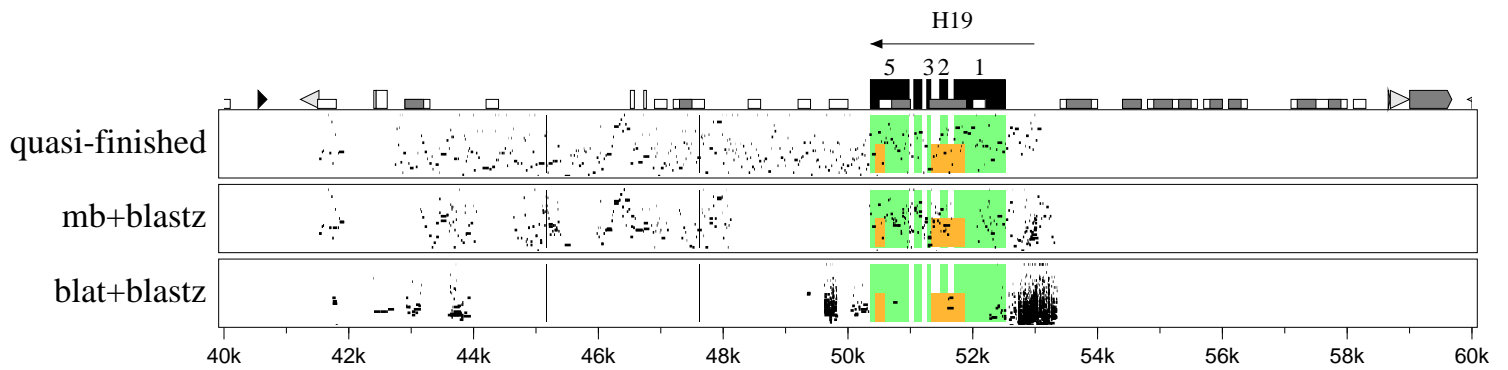 H19
5 3 2 1
quasi-finished
mb+blastz
blat+blastz
40k 42k 44k 46k 48k 50k 52k 54k 56k 58k 60k